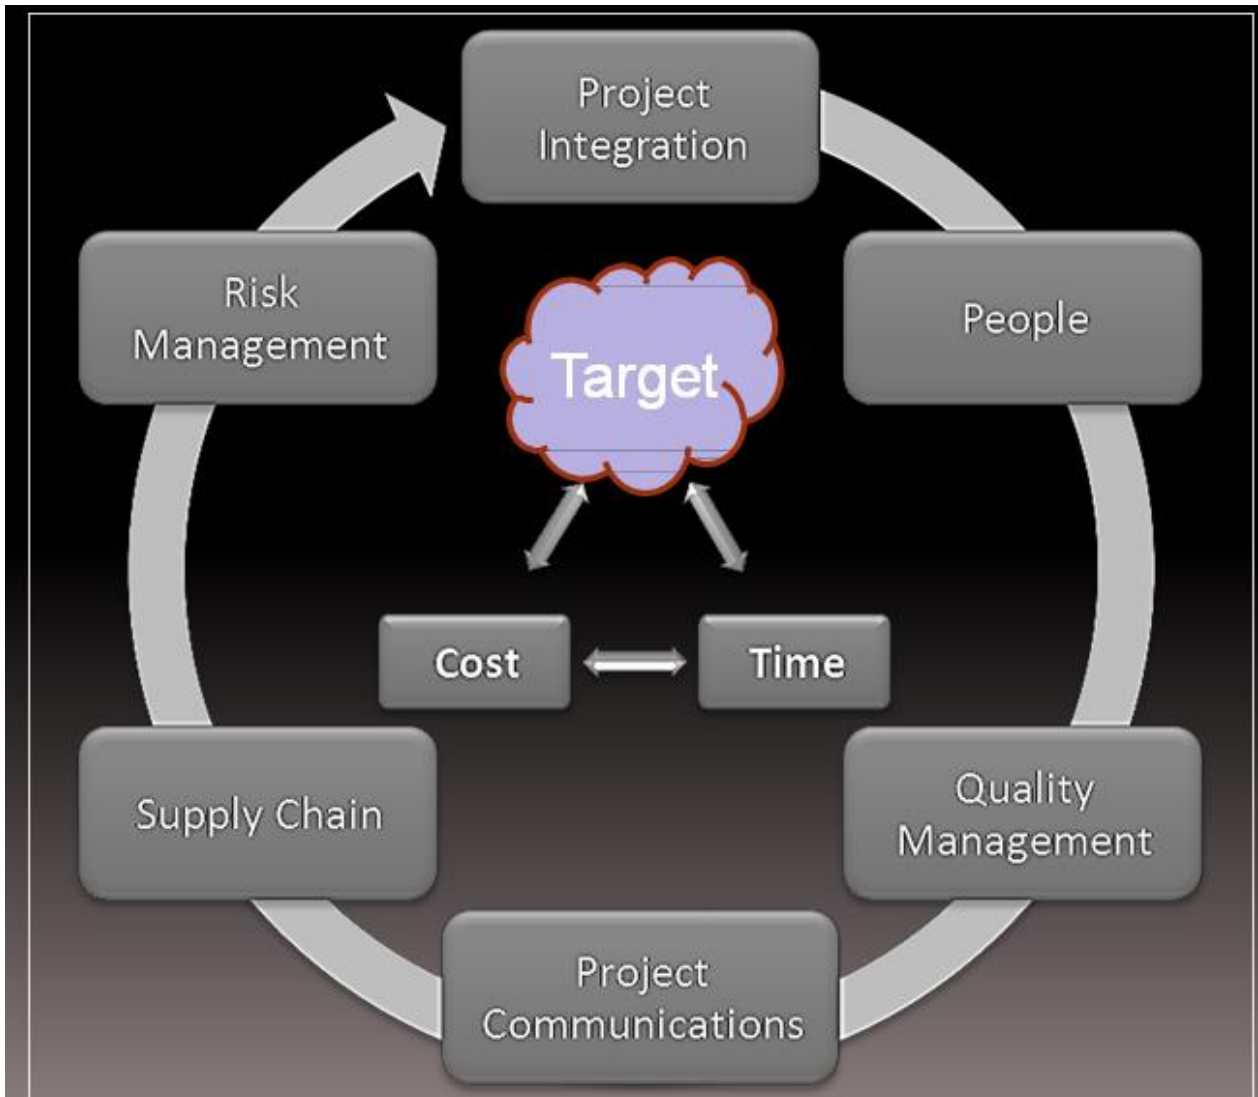 Project
Integration
Risk
Management
People
Target
Cost
Time
Supply Chain
Quality
Management
Project
Communications